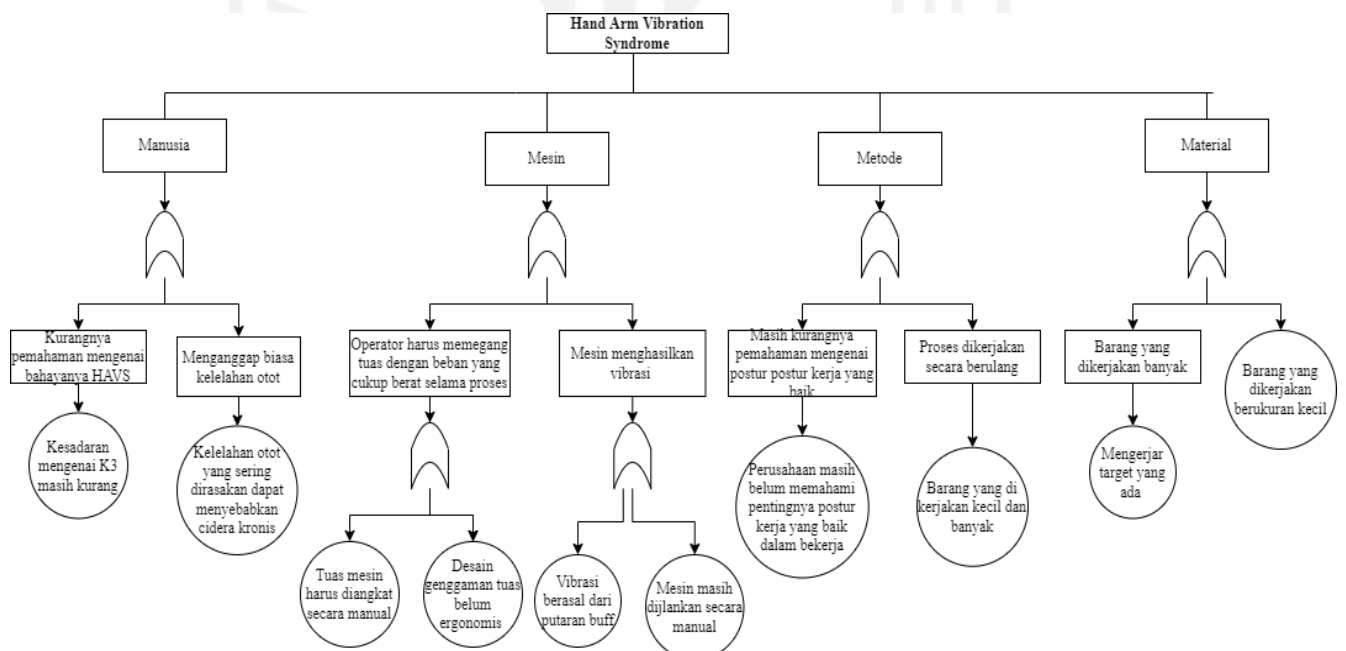 Hand Arm Vibration
Syndrome
Manusia
Mesin
Metode
Material
Kurangnya
pemahaman mengenai
bahayanya HAVS
Menganggap biasa
kelelahan otot
Operator harus memegang
tuas dengan beban yang
cukup berat selama proses
Mesin menghasilkan
vibrasi
Masih kurangnya
pemahaman mengenai
postur postur kerja yang
baik
Proses dikerjakan
secara berulang
Barang yang
dikerjakan banyak
Barang yang
dikerjakan
berukuran kecil
Kesadaran
mengenai K3
masih kurang
Kelelahan otot
yang sering
dirasakan dapat
menyebabkan
cidera kronis
Perusahaan masih
belum memahami
pentingnya postur
kerja yang baik
dalam bekerja
Barang yang di
kerjakan kecil dan
banyak
Mengerjar
target yang
ada
Tuas mesin
harus diangkat
secara manual
Desain
genggaman tuas
belum
ergonomis
Vibrasi
berasal dari
putaran buff
Mesin masih
dijlankan secara
manual